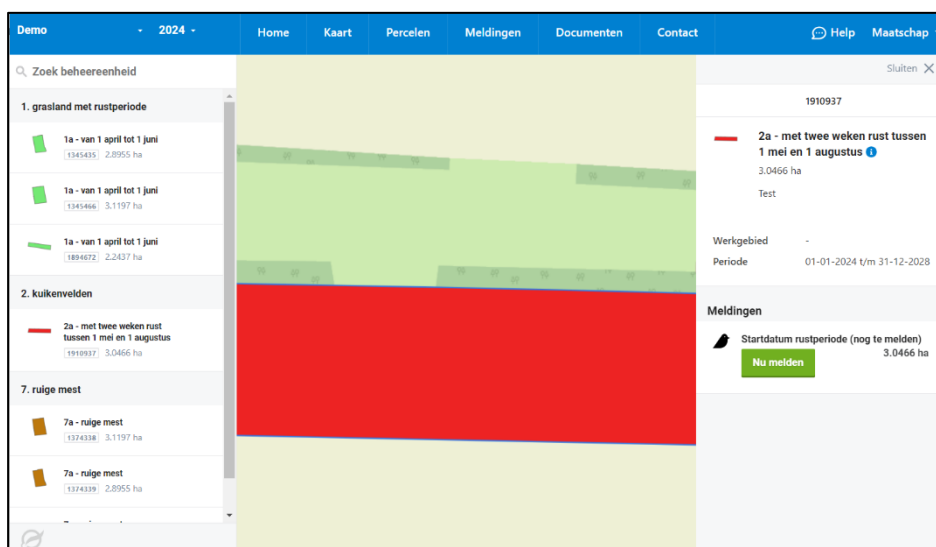 Demo
2024
Home
Kaart
Percelen
Meldingen
Documenten
Contact
Help
Maatschap
Zoek beheereenheid
1. grasland met rustperiode
1a - van 1 april tot 1 juni
1345435 2.8955 ha
1a - van 1 april tot 1 juni
1345466 3.1197 ha
1a - van 1 april tot 1 juni
1894672 2.2437 ha
2. kuikenvelden
2a - met twee weken rust
tussen 1 mei en 1 augustus
1910937 3.0466 ha
7. ruige mest
7a - ruige mest
1374338 3.1197 ha
7a - ruige mest
1374339 2.8955 ha
Sluiten
1910937
2a - met twee weken rust tussen
1 mei en 1 augustus
3.0466 ha
Test
Werkgebied -
Periode 01-01-2024 t/m 31-12-2028
Meldingen
Startdatum rustperiode (nog te melden)
3.0466 ha
Nu melden